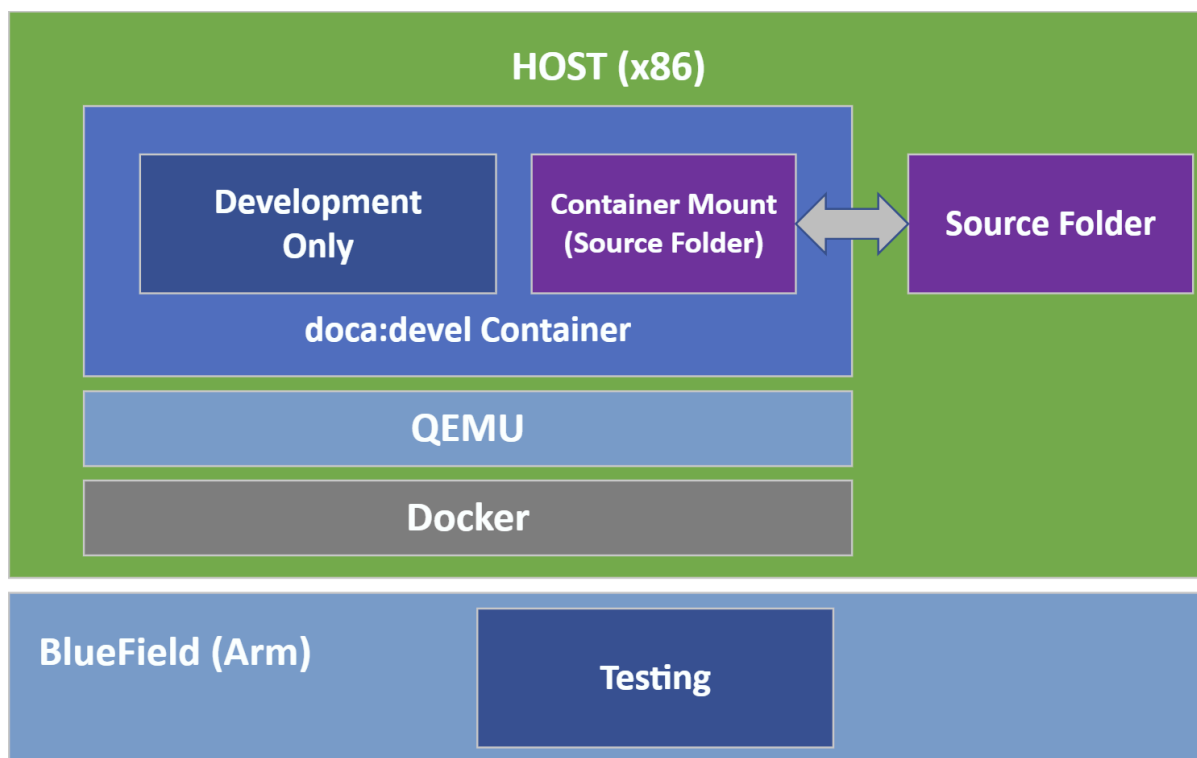 HOST (x86)
Development
Only
Container Mount
(Source Folder)
Source Folder
doca:devel Container
QEMU
Docker
BlueField (Arm)
Testing